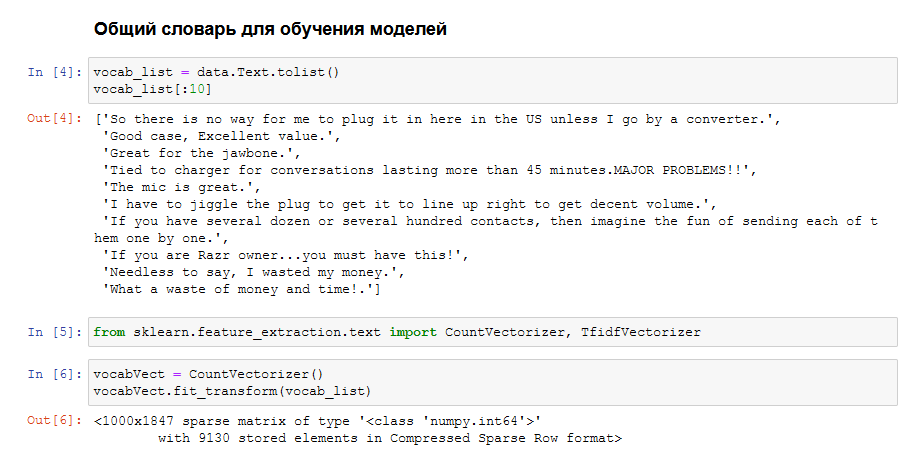 Общий словарь для обучения моделей
In [4]: vocab_list = data.Text.tolist()
vocab_list[:10]
Out[4]: ['So there is no way for me to plug it in here in the US unless I go by a converter.',
'Good case, Excellent value.',
'Great for the jawbone.',
'Tied to charger for conversations lasting more than 45 minutes.MAJOR PROBLEMS!!',
'The mic is great.',
'I have to jiggle the plug to get it to line up right to get decent volume.',
'If you have several dozen or several hundred contacts, then imagine the fun of sending each of t
hem one by one.',
'If you are Razr owner...you must have this!',
'Needless to say, I wasted my money.',
'What a waste of money and time!.']
In [5]: from sklearn.feature_extraction.text import CountVectorizer, TfidfVectorizer
In [6]: vocabVect = CountVectorizer()
vocabVect.fit_transform(vocab_list)
Out[6]: <1000x1847 sparse matrix of type '<class 'numpy.int64'>'
with 9130 stored elements in Compressed Sparse Row format>